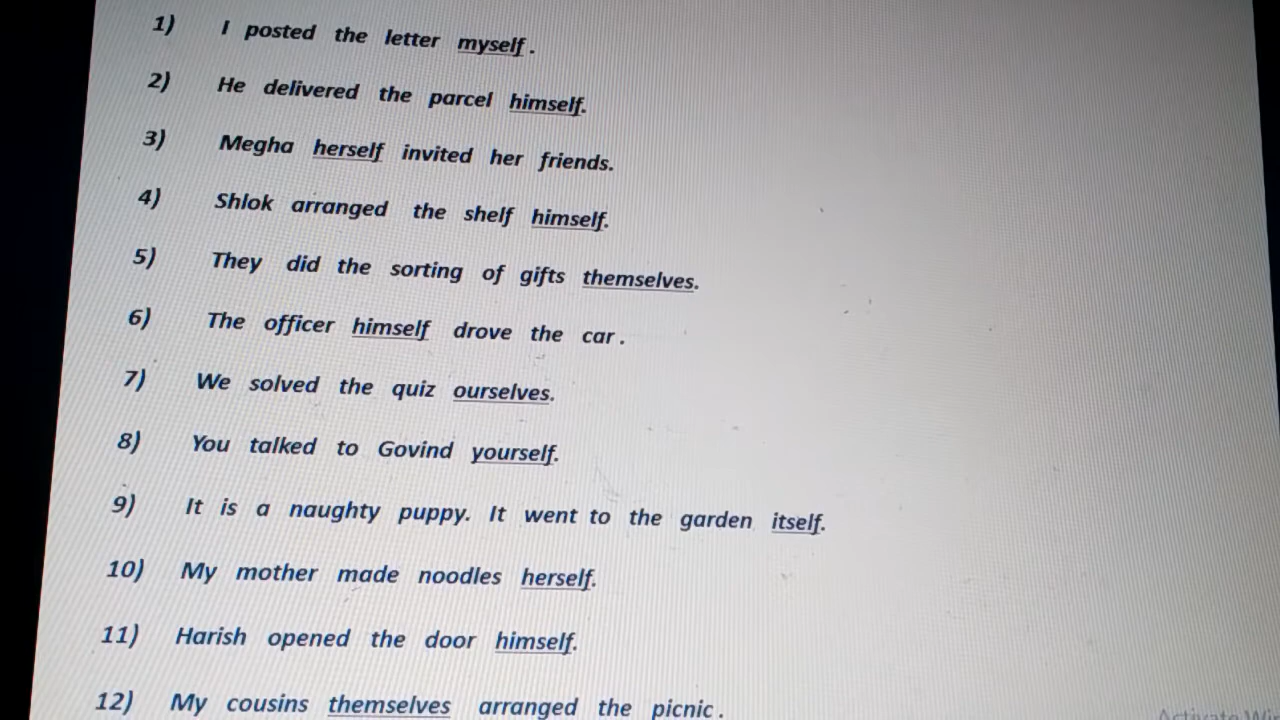 1) I posted the letter myself.
2) He delivered the parcel himself.
3) Megha herself invited her friends.
4) Shlok arranged the shelf himself.
5) They did the sorting of gifts themselves.
6) The officer himself drove the car.
7) We solved the quiz ourselves.
8) You talked to Govind yourself.
9) It is a naughty puppy. It went to the garden itself.
10) My mother made noodles herself.
11) Harish opened the door himself.
12) My cousins themselves arranged the picnic.
Activate